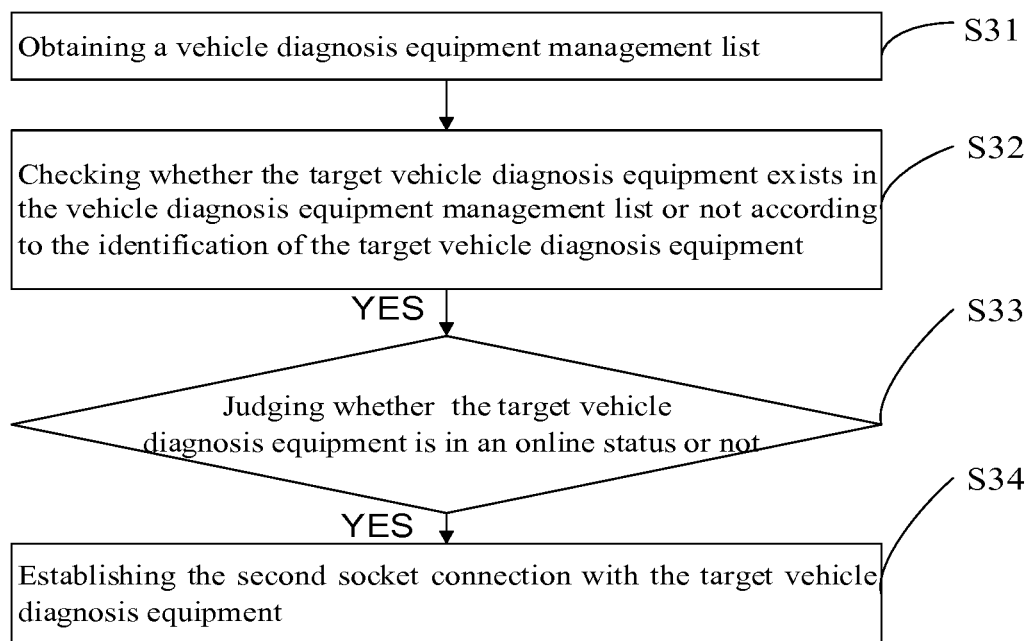 Obtaining a vehicle diagnosis equipment management list
S31
Checking whether the target vehicle diagnosis equipment exists in
the vehicle diagnosis equipment management list or not according
to the identification of the target vehicle diagnosis equipment
S32
YES
Judging whether the target vehicle
diagnosis equipment is in an online status or not
S33
YES
Establishing the second socket connection with the target vehicle
diagnosis equipment
S34